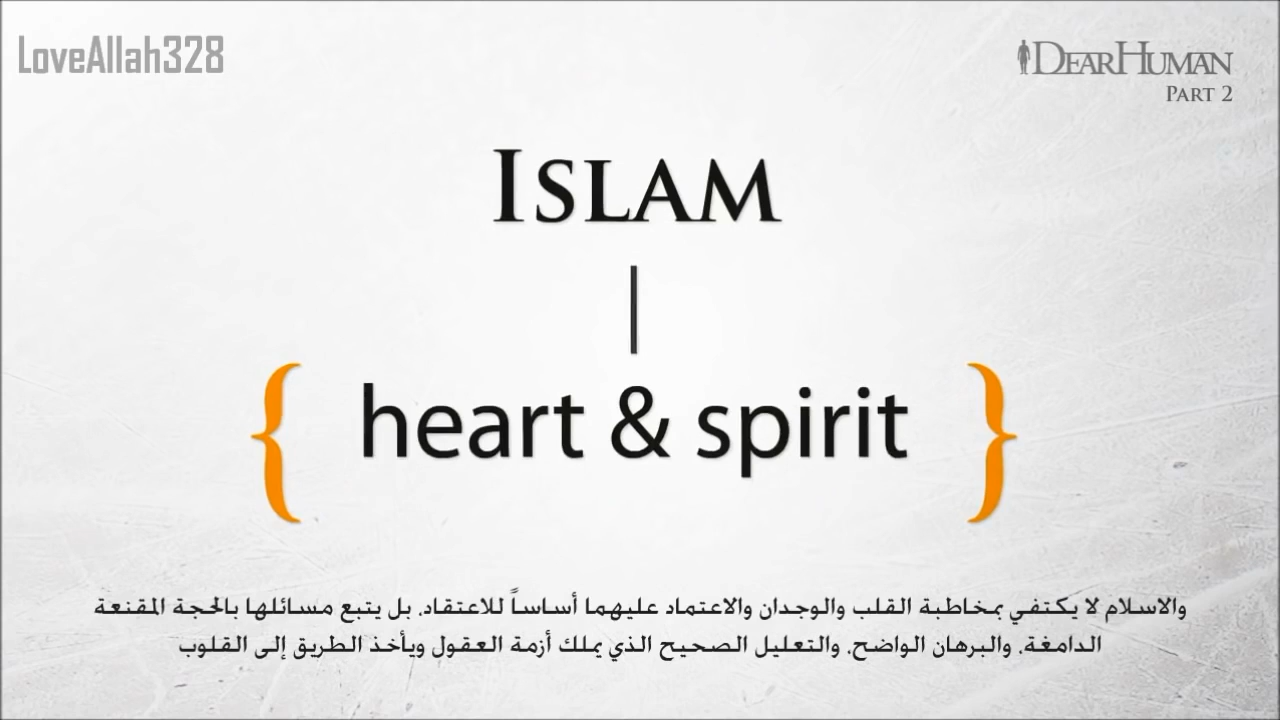 LoveAllah328
DEARHUMAN
PART 2
ISLAM
{ heart & spirit }
والاسلام لا يكتفي بمخاطبة القلب والوجدان والاعتماد عليهما أساساً للاعتقاد. بل يتبع مسائلها بالحجة المقنعة
الدامغة. والبرهان الواضح. والتعليل الصحيح الذي يملك أزمة العقول ويأخذ الطريق إلى القلوب